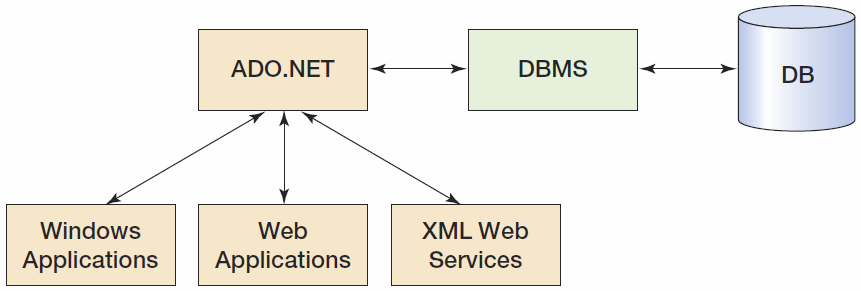 ADO.NET
DBMS
DB
Windows
Applications
Web
Applications
XML Web
Services